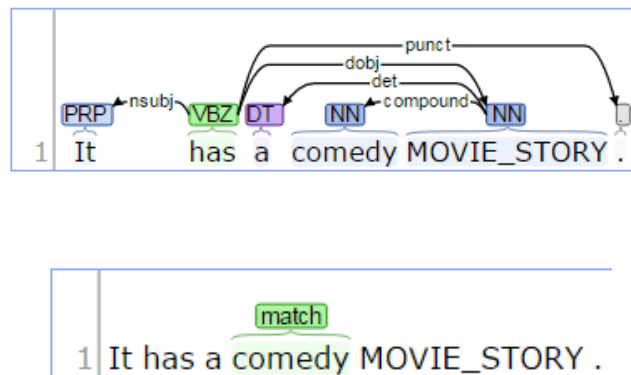 punct
dobj
det
PRP nsubj VBZ DT NN compound NN .
1 It has a comedy MOVIE_STORY .
match
1 It has a comedy MOVIE_STORY .